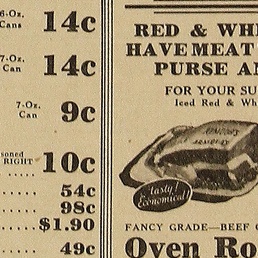 6-Oz.
Cans 14c
7-Oz.
Can 14c
7-Oz.
Can 9c
soned
RIGHT
..... 10c
..... 54c
..... 98c
..... $1.90
..... 49c
RED & WH
HAVE MEAT
PURSE AN
FOR YOUR SU
Iced Red & Wh
Tasty!
Economical!
FANCY GRADE—BEEF C
Oven Ro